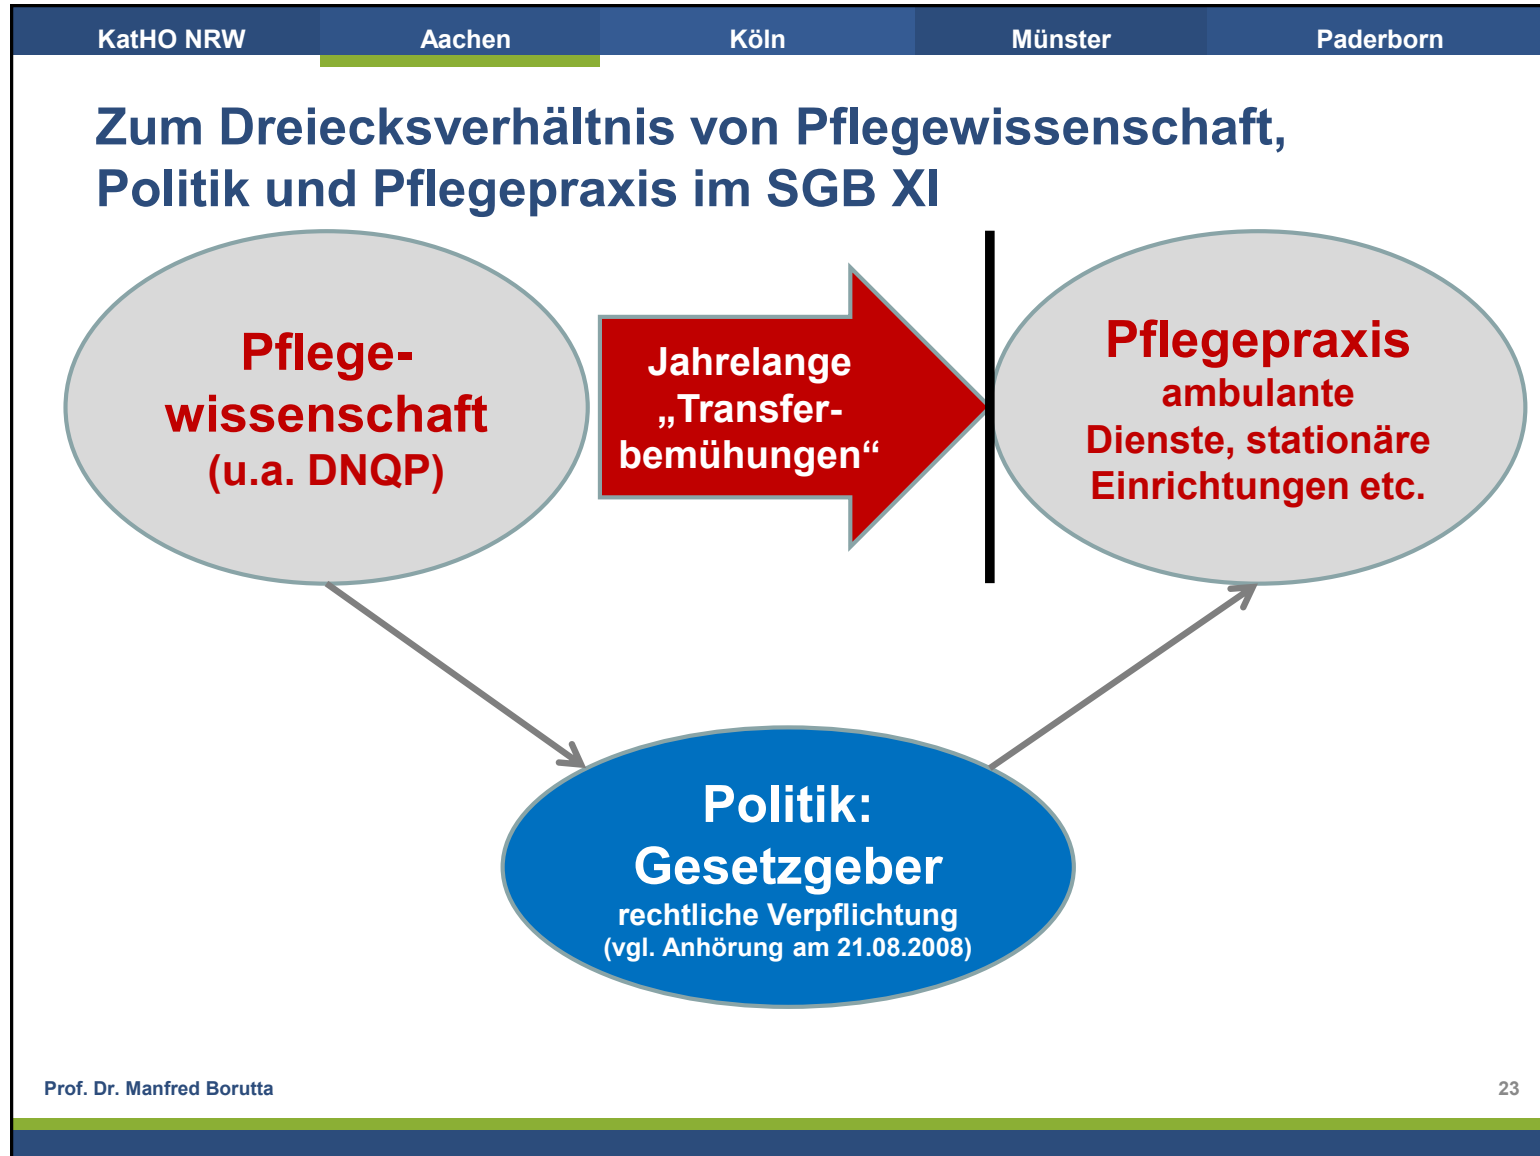 KatHO NRW
Aachen
Köln
Münster
Paderborn
Zum Dreiecksverhältnis von Pflegewissenschaft,
Politik und Pflegepraxis im SGB XI
Pflege-
wissenschaft
(u.a. DNQP)
Jahrelange
„Transfer-
bemühungen“
Pflegepraxis
ambulante
Dienste, stationäre
Einrichtungen etc.
Politik:
Gesetzgeber
rechtliche Verpflichtung
(vgl. Anhörung am 21.08.2008)
Prof. Dr. Manfred Borutta
23